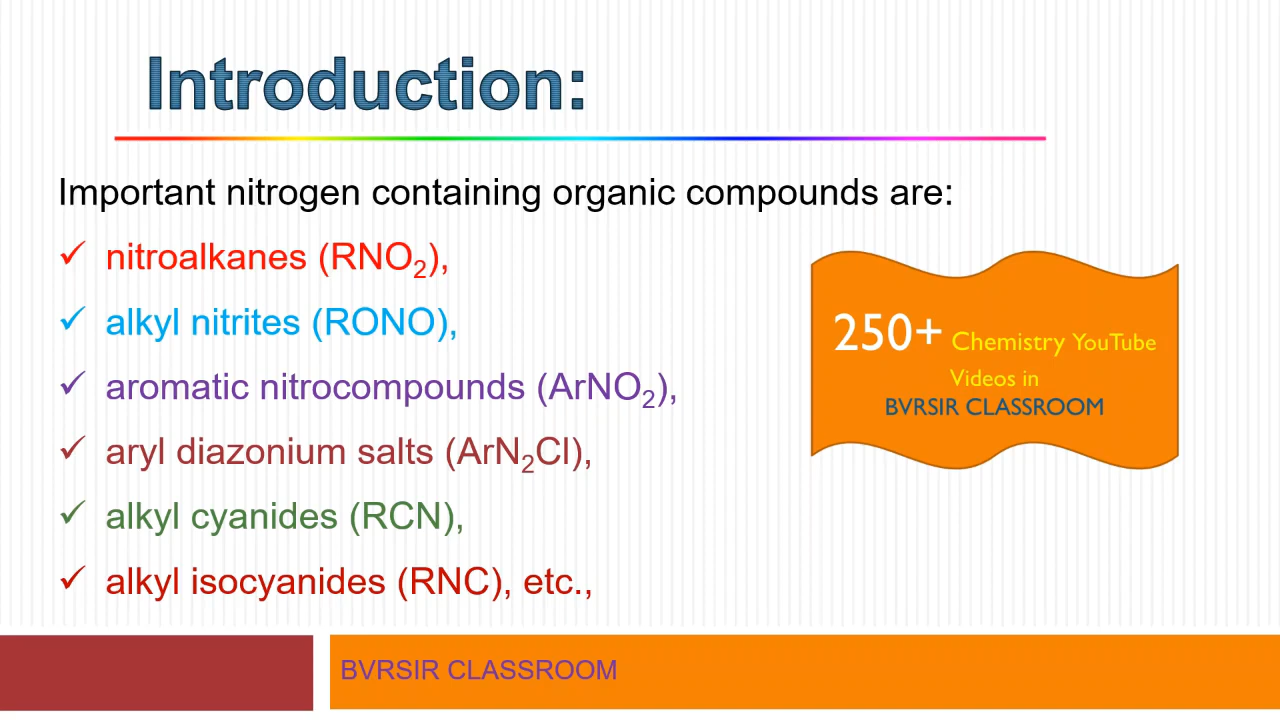 Introduction:
Important nitrogen containing organic compounds are:
✓ nitroalkanes (RNO₂),
✓ alkyl nitrites (RONO),
✓ aromatic nitrocompounds (ArNO₂),
✓ aryl diazonium salts (ArN₂Cl),
✓ alkyl cyanides (RCN),
✓ alkyl isocyanides (RNC), etc.,
250+ Chemistry YouTube
Videos in
BVRSIR CLASSROOM
BVRSIR CLASSROOM